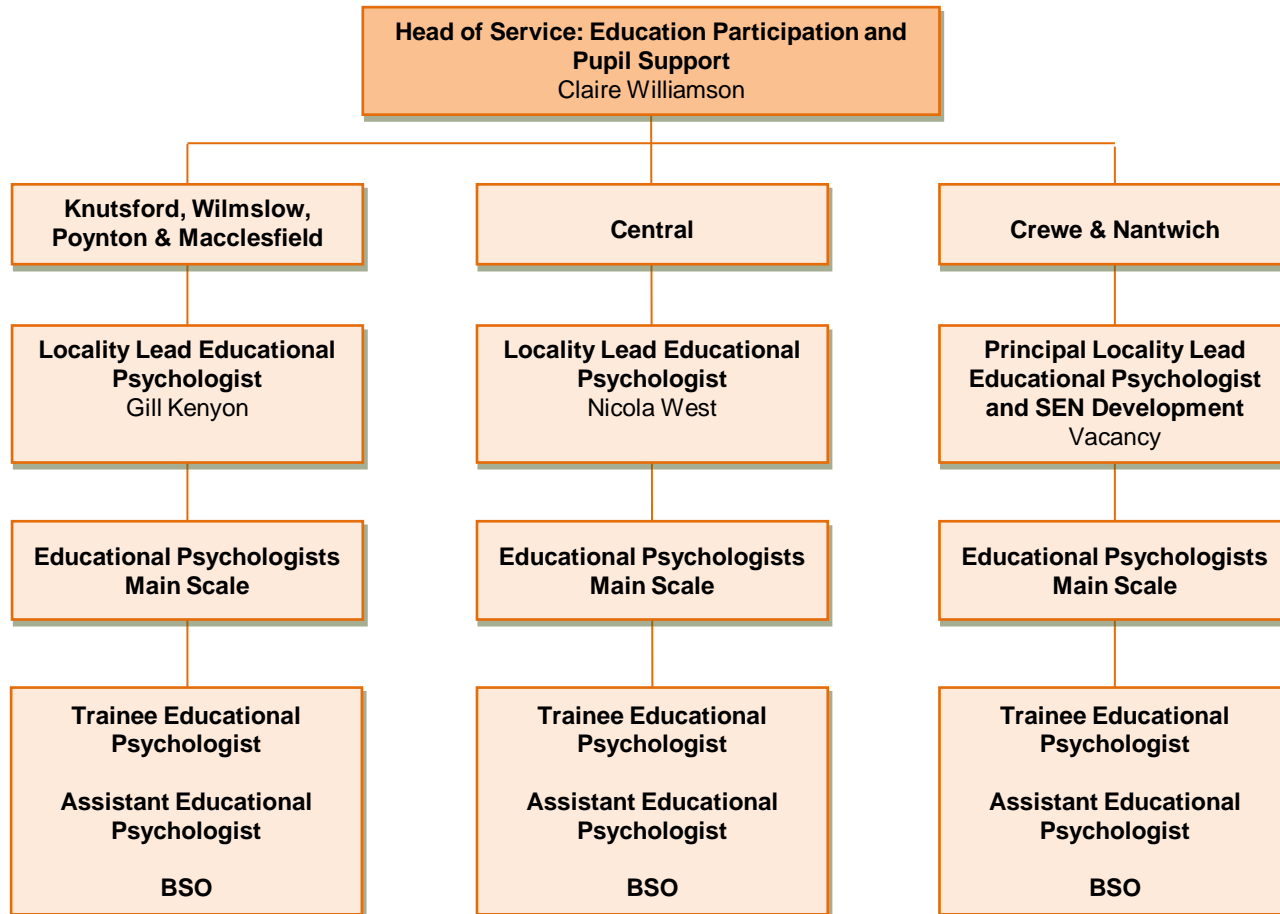 Head of Service: Education Participation and
Pupil Support
Claire Williamson
Knutsford, Wilmslow,
Poynton & Macclesfield
Central
Crewe & Nantwich
Locality Lead Educational
Psychologist
Gill Kenyon
Locality Lead Educational
Psychologist
Nicola West
Principal Locality Lead
Educational Psychologist
and SEN Development
Vacancy
Educational Psychologists
Main Scale
Educational Psychologists
Main Scale
Educational Psychologists
Main Scale
Trainee Educational
Psychologist
Assistant Educational
Psychologist
BSO
Trainee Educational
Psychologist
Assistant Educational
Psychologist
BSO
Trainee Educational
Psychologist
Assistant Educational
Psychologist
BSO